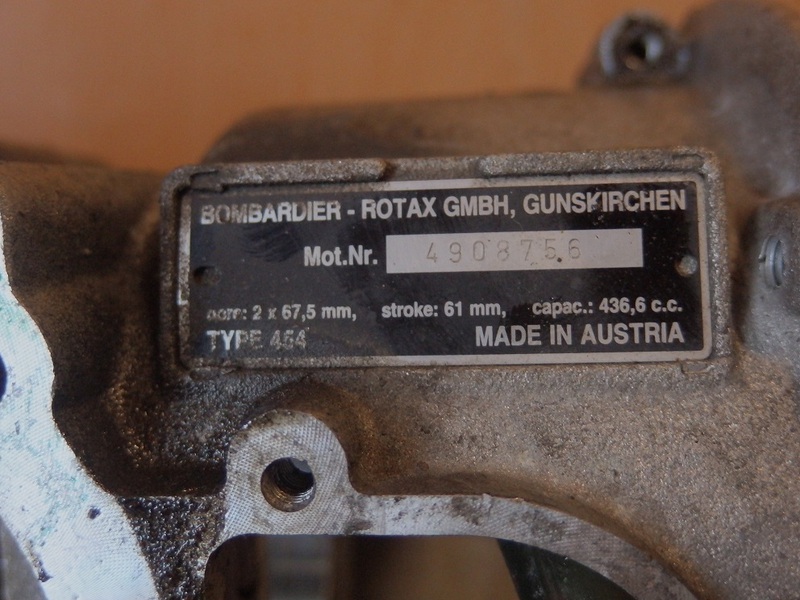 BOMBARDIER - ROTAX GMBH, GUNSKIRCHEN
Mot.Nr. 4908756
2 x 67,5 mm, stroke: 61 mm, capac.: 436,6 c.c.
TYPE 454 MADE IN AUSTRIA